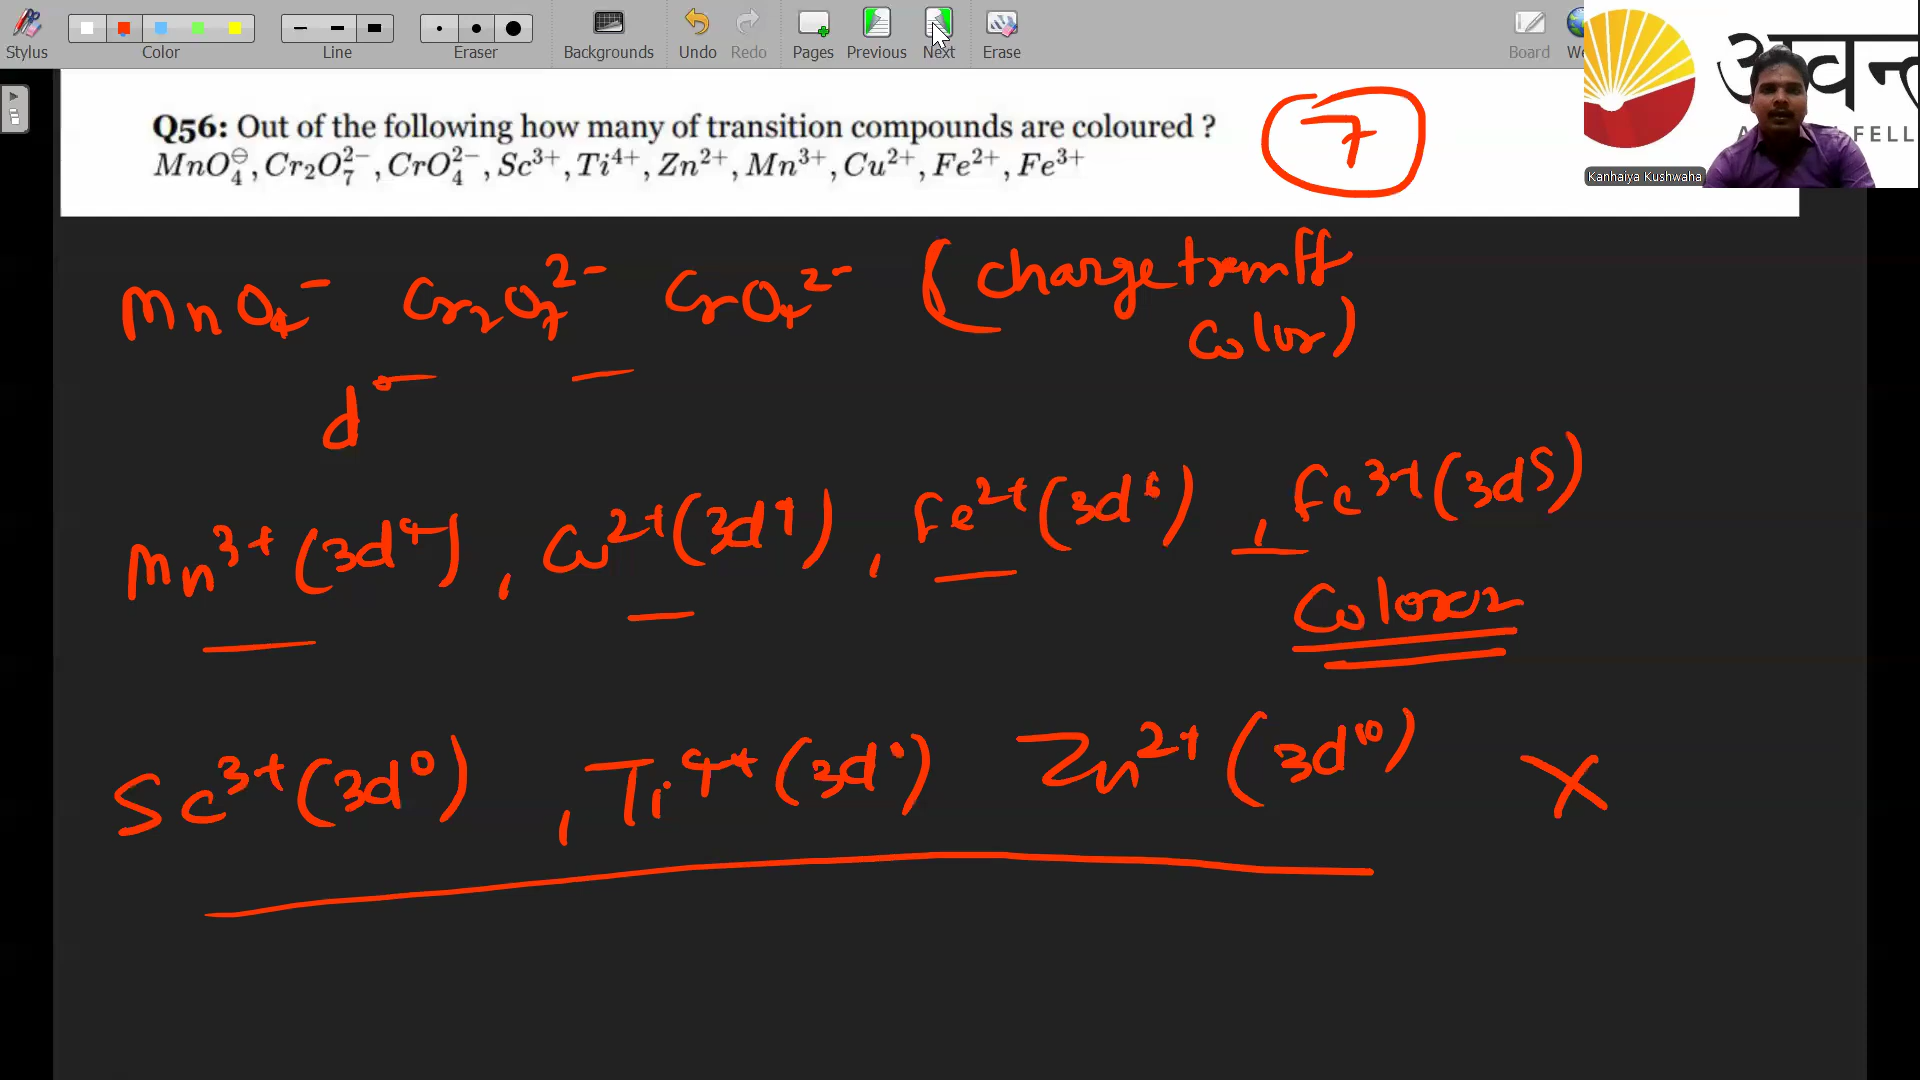 Stylus Color Line Eraser Backgrounds Undo Redo Pages Previous Next Erase Board
अवन्त
FELL
Kanhaiya Kushwaha
Q56: Out of the following how many of transition compounds are coloured ?
MnO₄^⊖, Cr₂O₇²⁻, CrO₄²⁻, Sc³⁺, Ti⁴⁺, Zn²⁺, Mn³⁺, Cu²⁺, Fe²⁺, Fe³⁺
7
MnO₄⁻ Cr₂O₇²⁻ CrO₄²⁻ (charge
color)
d⁰
Mn³⁺(3d⁴), Cu²⁺(3d⁹), Fe²⁺(3d⁶), Fe³⁺(3d⁵)
Sc³⁺(3d⁰), Ti⁴⁺(3d⁰) Zn²⁺(3d¹⁰) X